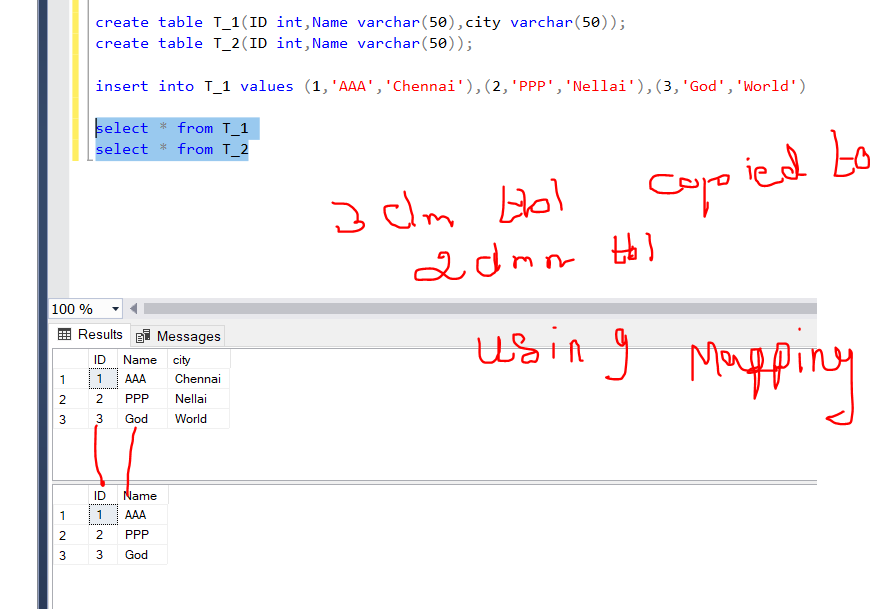 create table T_1(ID int,Name varchar(50),city varchar(50));
create table T_2(ID int,Name varchar(50));
insert into T_1 values (1,'AAA','Chennai'),(2,'PPP','Nellai'),(3,'God','World')
select * from T_1
select * from T_2
3 clm tbl copied to
2 clmn tbl
using Mapping
100 %
Results Messages
ID Name city
1 1 AAA Chennai
2 2 PPP Nellai
3 3 God World
ID Name
1 1 AAA
2 2 PPP
3 3 God